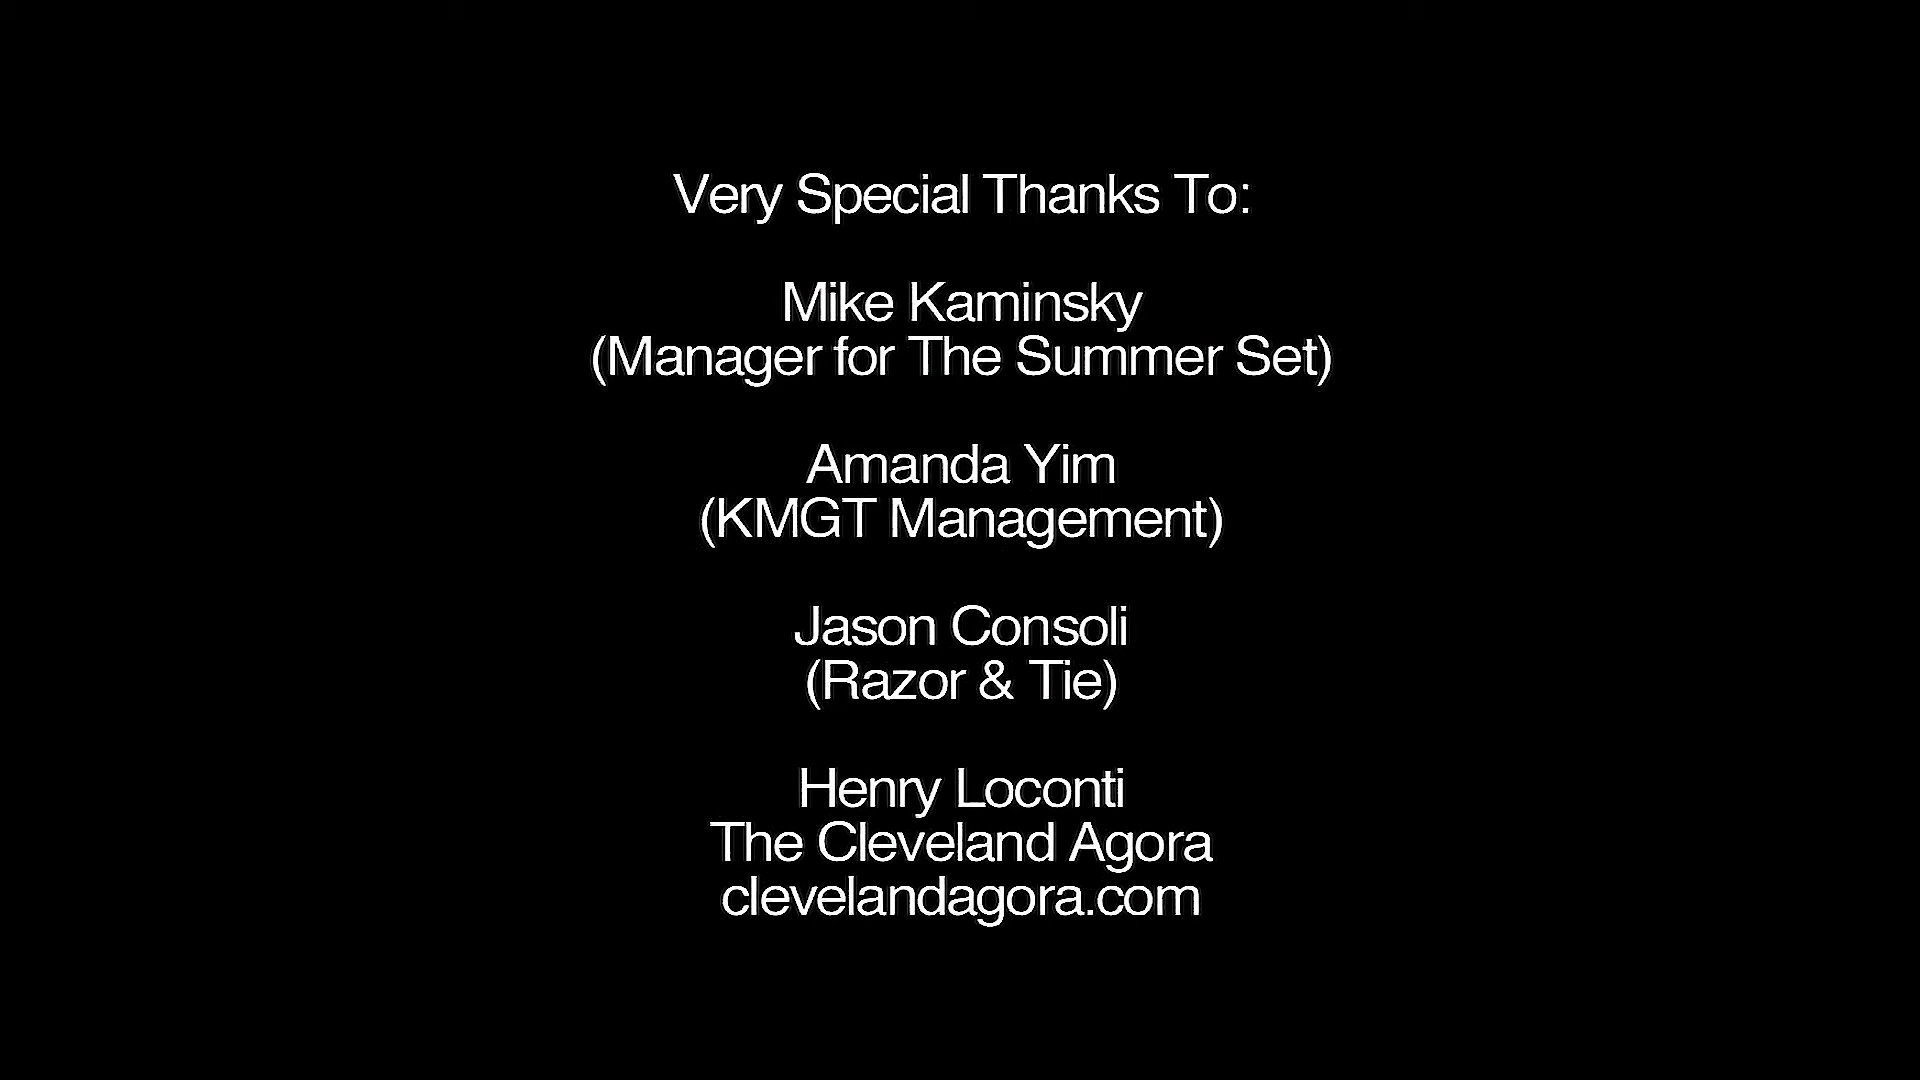 Very Special Thanks To:
Mike Kaminsky
(Manager for The Summer Set)
Amanda Yim
(KMGT Management)
Jason Consoli
(Razor & Tie)
Henry Loconti
The Cleveland Agora
clevelandagora.com